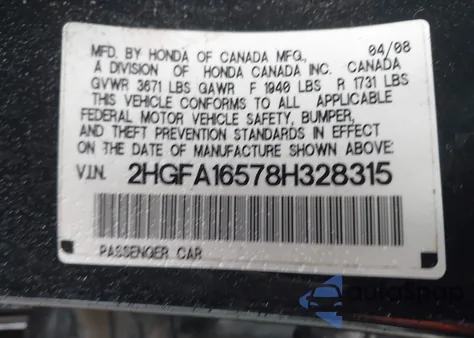 MFD. BY HONDA OF CANADA MFG., 04/08
A DIVISION OF HONDA CANADA INC. CANADA
GVWR 3671 LBS GAWR F 1940 LBS R 1731 LBS
THIS VEHICLE CONFORMS TO ALL APPLICABLE
FEDERAL MOTOR VEHICLE SAFETY, BUMPER,
AND THEFT PREVENTION STANDARDS IN EFFECT
ON THE DATE OF MANUFACTURE SHOWN ABOVE:
V.I.N. 2HGFA16578H328315
PASSENGER CAR
autoSnap